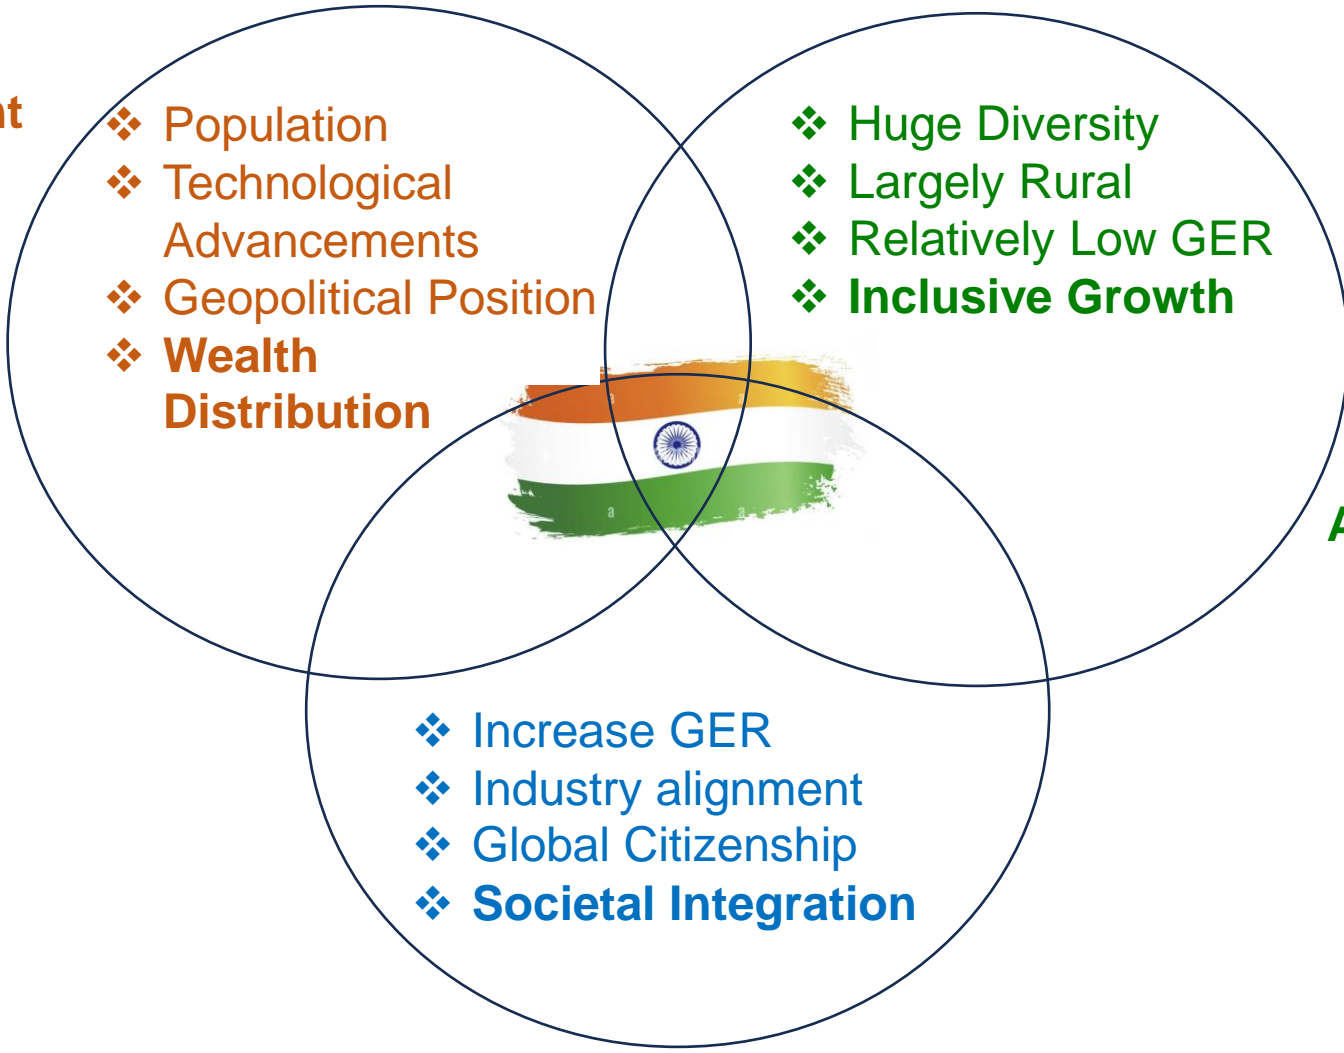 nt
❖ Population
❖ Technological
Advancements
❖ Geopolitical Position
❖ Wealth
Distribution
❖ Huge Diversity
❖ Largely Rural
❖ Relatively Low GER
❖ Inclusive Growth
A
a a
a a
❖ Increase GER
❖ Industry alignment
❖ Global Citizenship
❖ Societal Integration